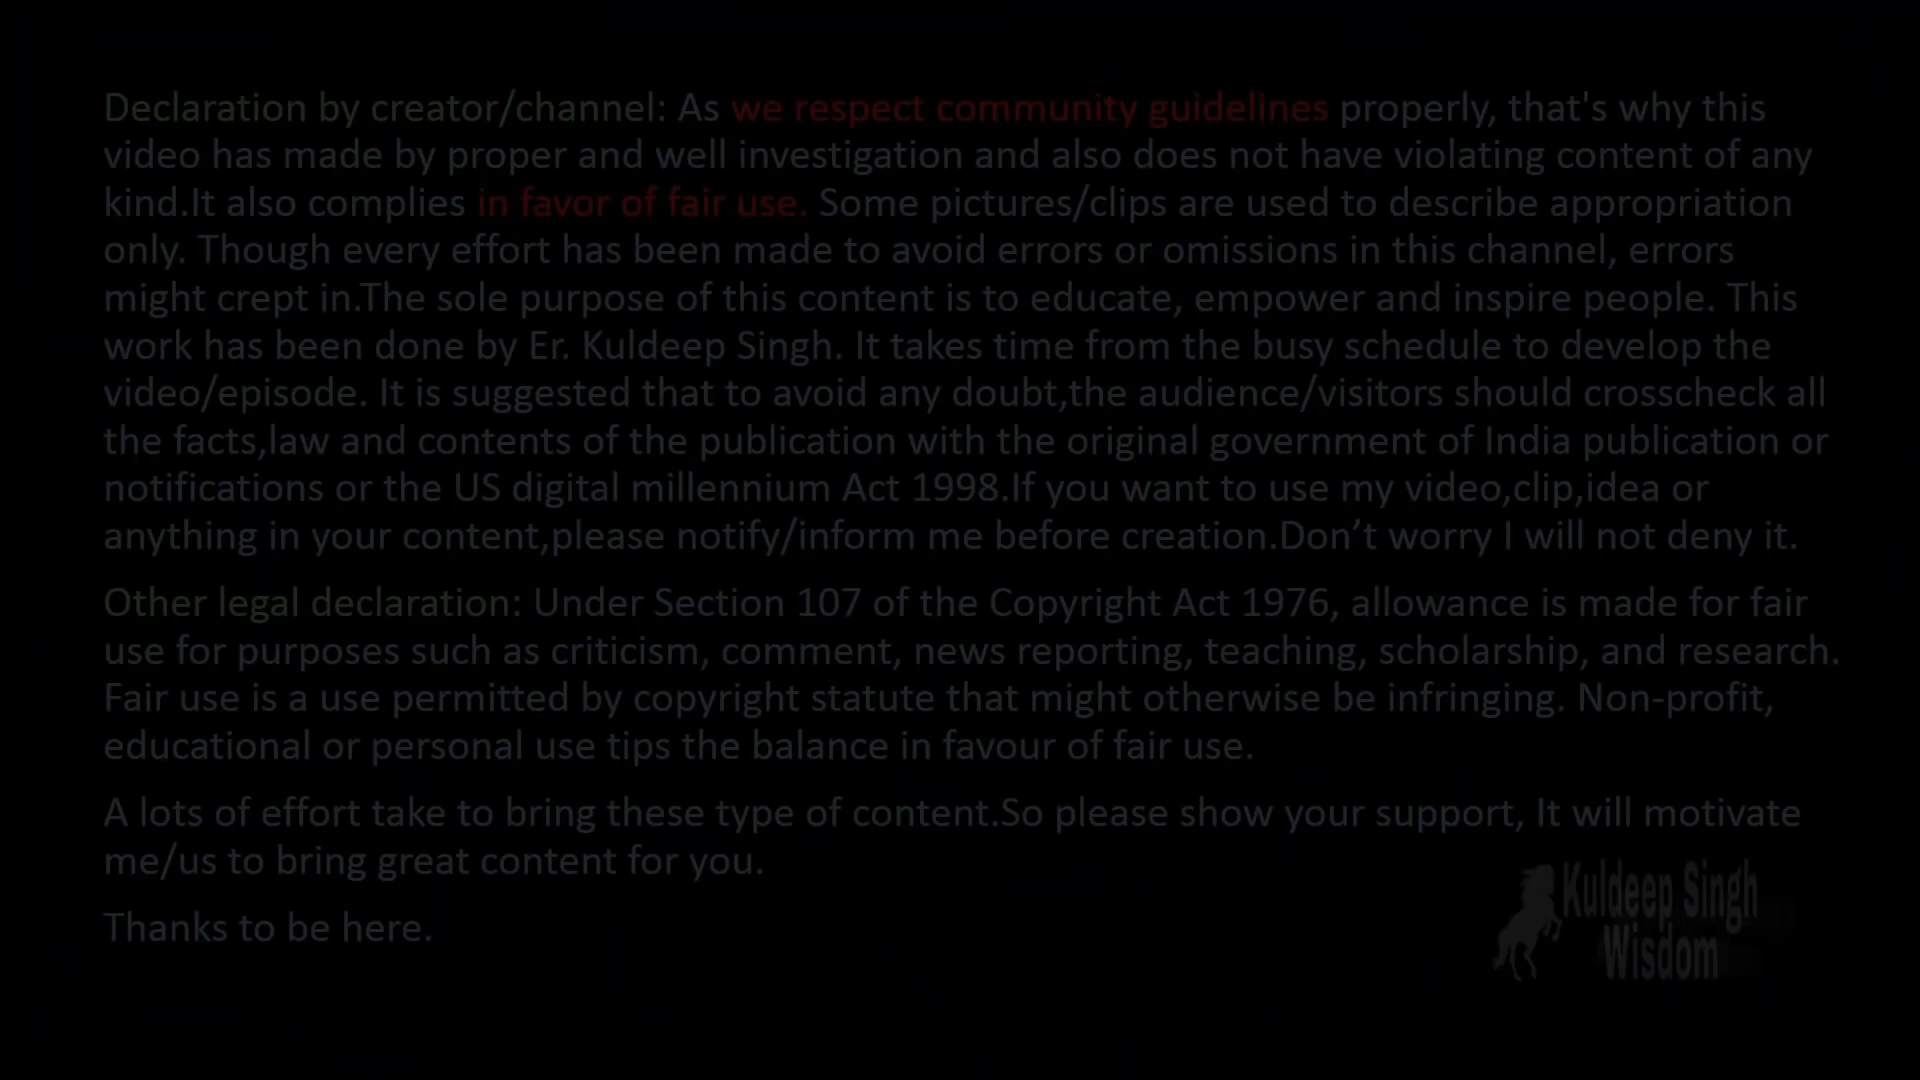 Declaration by creator/channel: As we respect community guidelines properly, that's why this
video has made by proper and well investigation and also does not have violating content of any
kind.It also complies in favor of fair use. Some pictures/clips are used to describe appropriation
only. Though every effort has been made to avoid errors or omissions in this channel, errors
might crept in.The sole purpose of this content is to educate, empower and inspire people. This
work has been done by Er. Kuldeep Singh. It takes time from the busy schedule to develop the
video/episode. It is suggested that to avoid any doubt,the audience/visitors should crosscheck all
the facts,law and contents of the publication with the original government of India publication or
notifications or the US digital millennium Act 1998.If you want to use my video,clip,idea or
anything in your content,please notify/inform me before creation.Don’t worry I will not deny it.
Other legal declaration: Under Section 107 of the Copyright Act 1976, allowance is made for fair
use for purposes such as criticism, comment, news reporting, teaching, scholarship, and research.
Fair use is a use permitted by copyright statute that might otherwise be infringing. Non-profit,
educational or personal use tips the balance in favour of fair use.
A lots of effort take to bring these type of content.So please show your support, It will motivate
me/us to bring great content for you.
Thanks to be here.
Kuldeep Singh
Wisdom